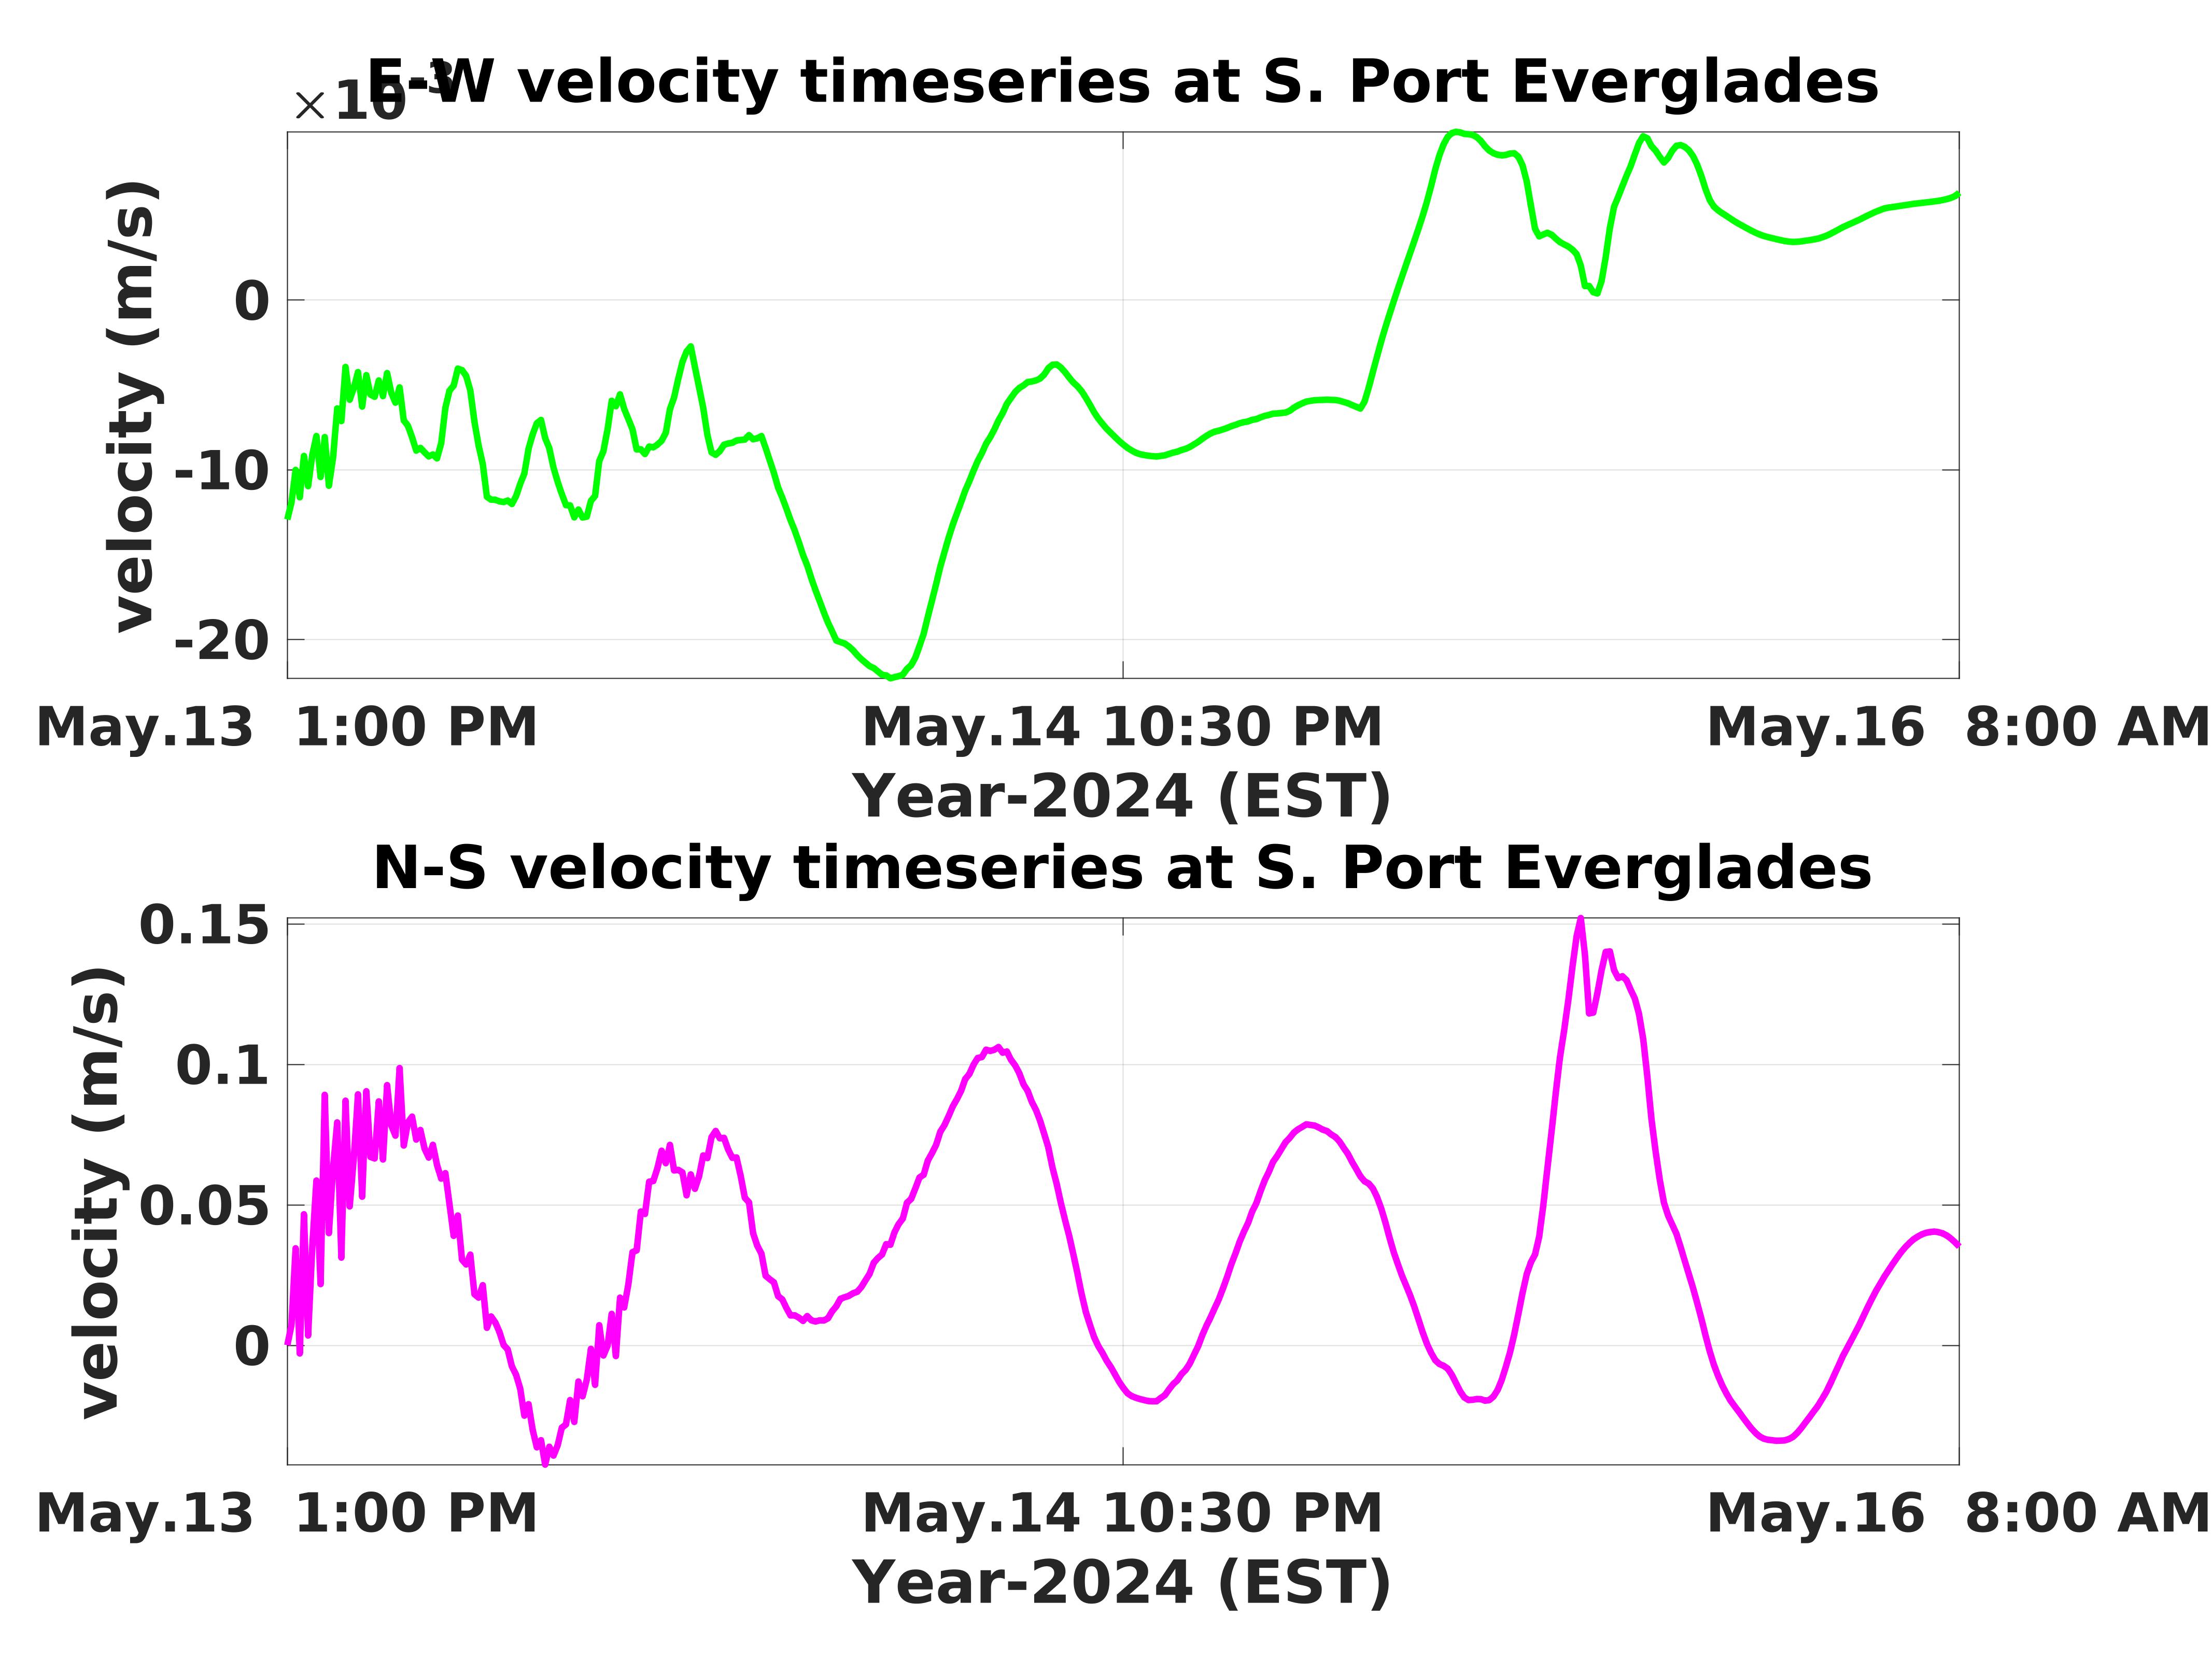 E-W velocity timeseries at S. Port Everglades
×10-3
velocity (m/s)
0
-10
-20
May.13  1:00 PM
May.14 10:30 PM
May.16  8:00 AM
Year-2024 (EST)
N-S velocity timeseries at S. Port Everglades
velocity (m/s)
0.15
0.1
0.05
0
May.13  1:00 PM
May.14 10:30 PM
May.16  8:00 AM
Year-2024 (EST)